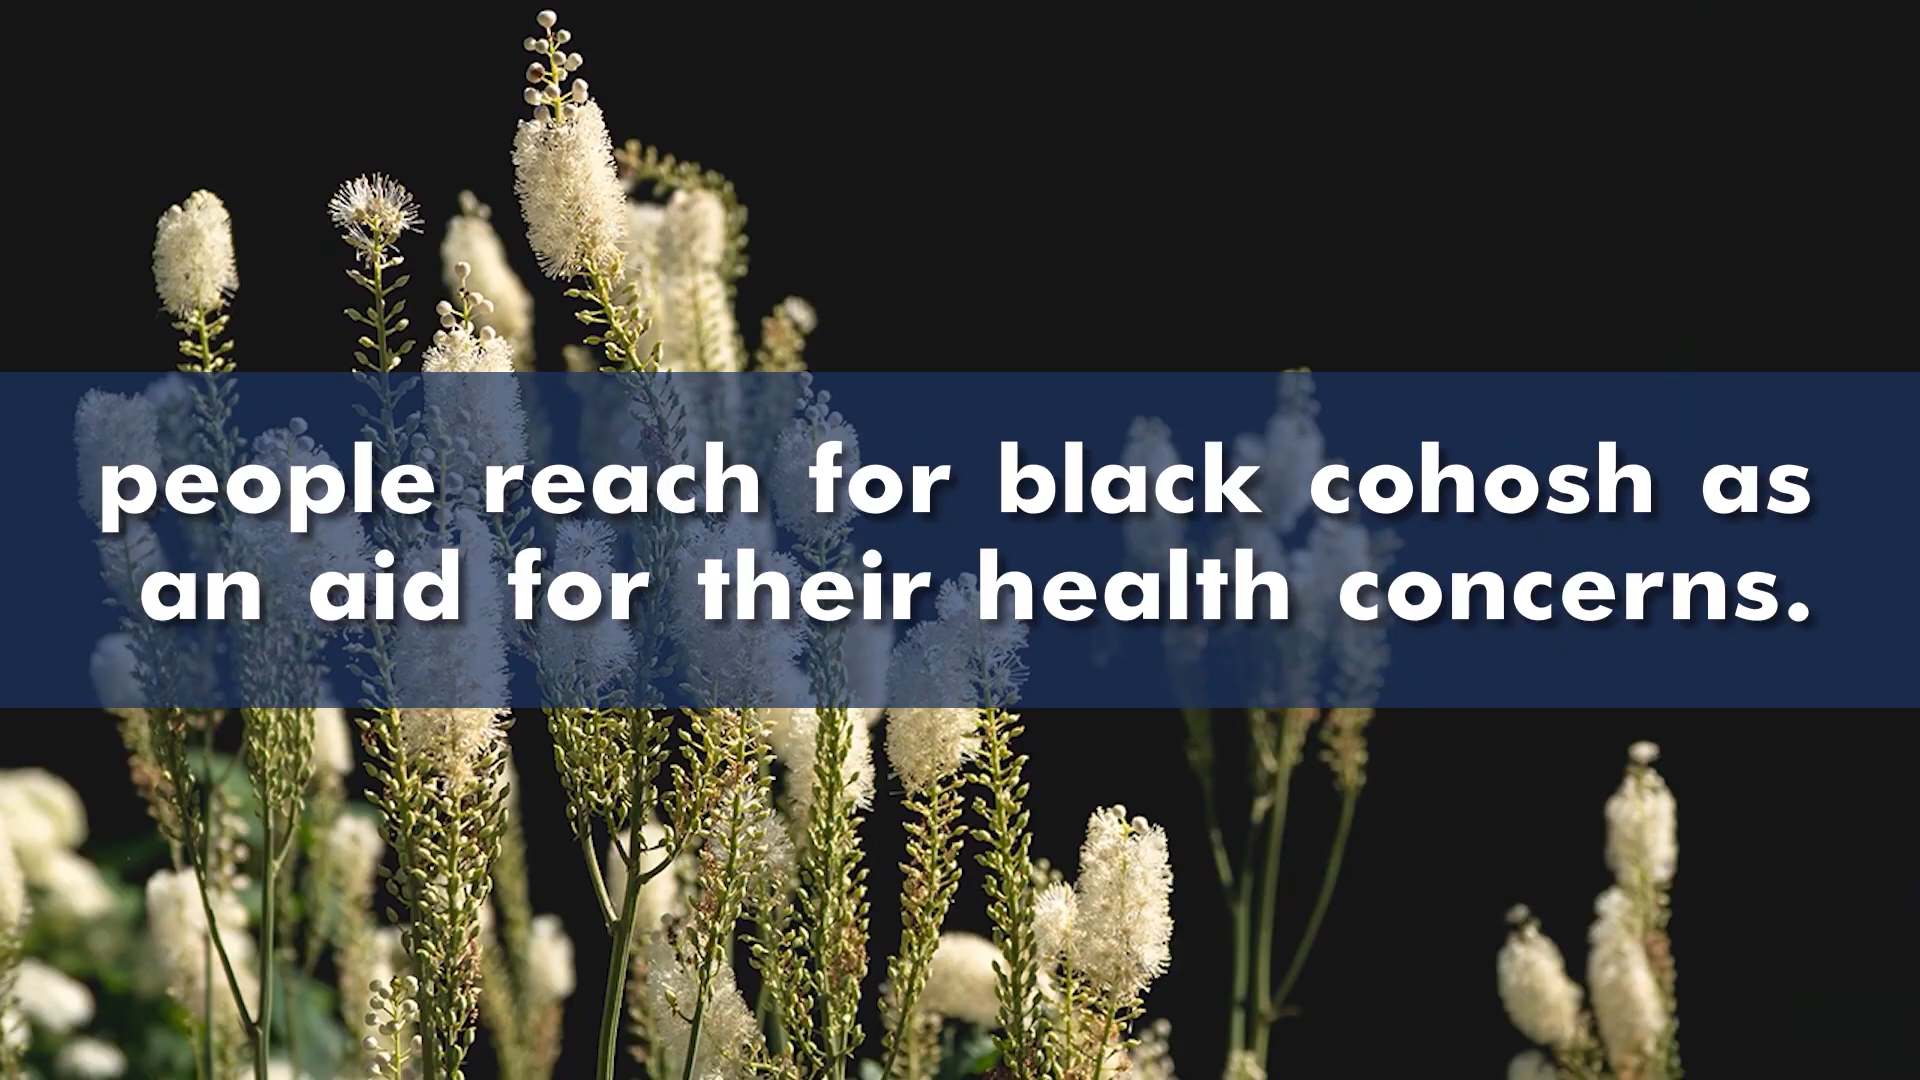 people reach for black cohosh as
an aid for their health concerns.